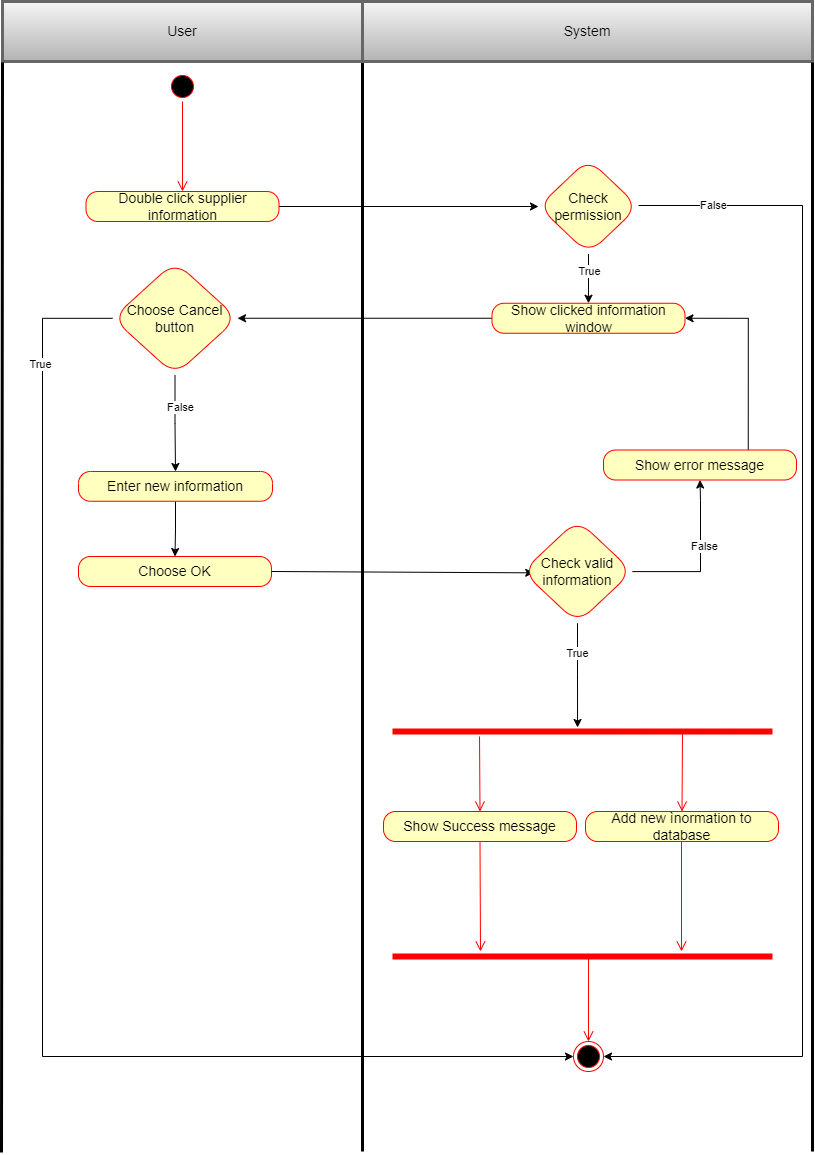 User
System
Double click supplier
information
Check
permission
False
True
Choose Cancel
button
Show clicked information
window
True
False
Show error message
Enter new information
False
Choose OK
Check valid
information
True
Show Success message
Add new inormation to
database